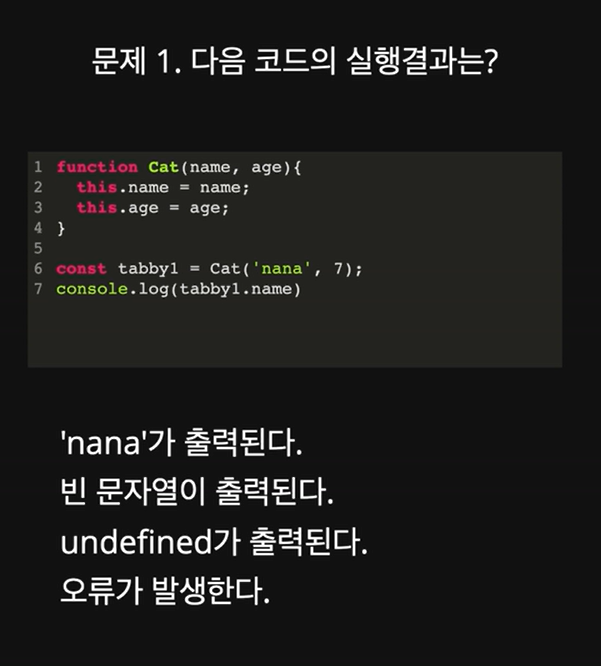 문제 1. 다음 코드의 실행결과는?
1 function Cat(name, age){
2   this.name = name;
3   this.age = age;
4 }
5
6 const tabby1 = Cat('nana', 7);
7 console.log(tabby1.name)
'nana'가 출력된다.
빈 문자열이 출력된다.
undefined가 출력된다.
오류가 발생한다.